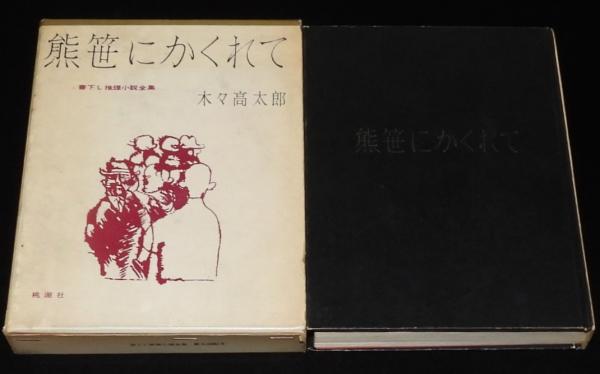 熊笹にかくれて
書下し推理小説全集
木々高太郎
桃源社
熊笹にかくれて